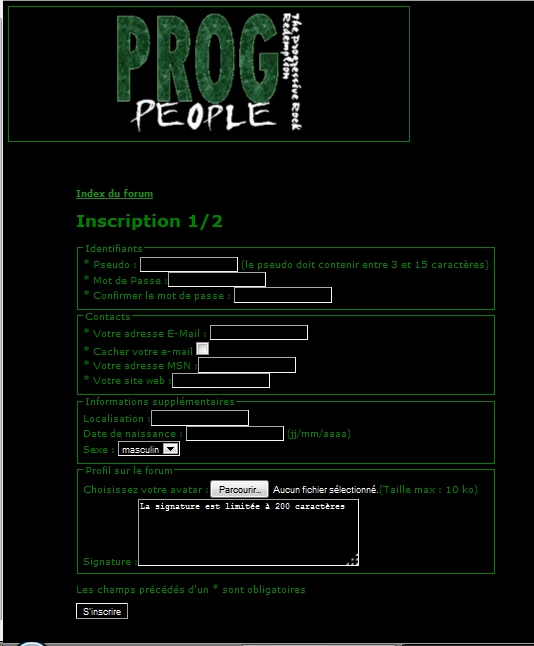 PROG
PEOPLE
The Progressive Rock
Redemption
Index du forum
Inscription 1/2
Identifiants
* Pseudo : (le pseudo doit contenir entre 3 et 15 caractères)
* Mot de Passe :
* Confirmer le mot de passe :
Contacts
* Votre adresse E-Mail :
* Cacher votre e-mail
* Votre adresse MSN :
* Votre site web :
Informations supplémentaires
Localisation :
Date de naissance : (jj/mm/aaaa)
Sexe : masculin
Profil sur le forum
Choisissez votre avatar : Parcourir... Aucun fichier sélectionné.(Taille max : 10 ko)
La signature est limitée à 200 caractères
Signature :
Les champs précédés d'un * sont obligatoires
S'inscrire